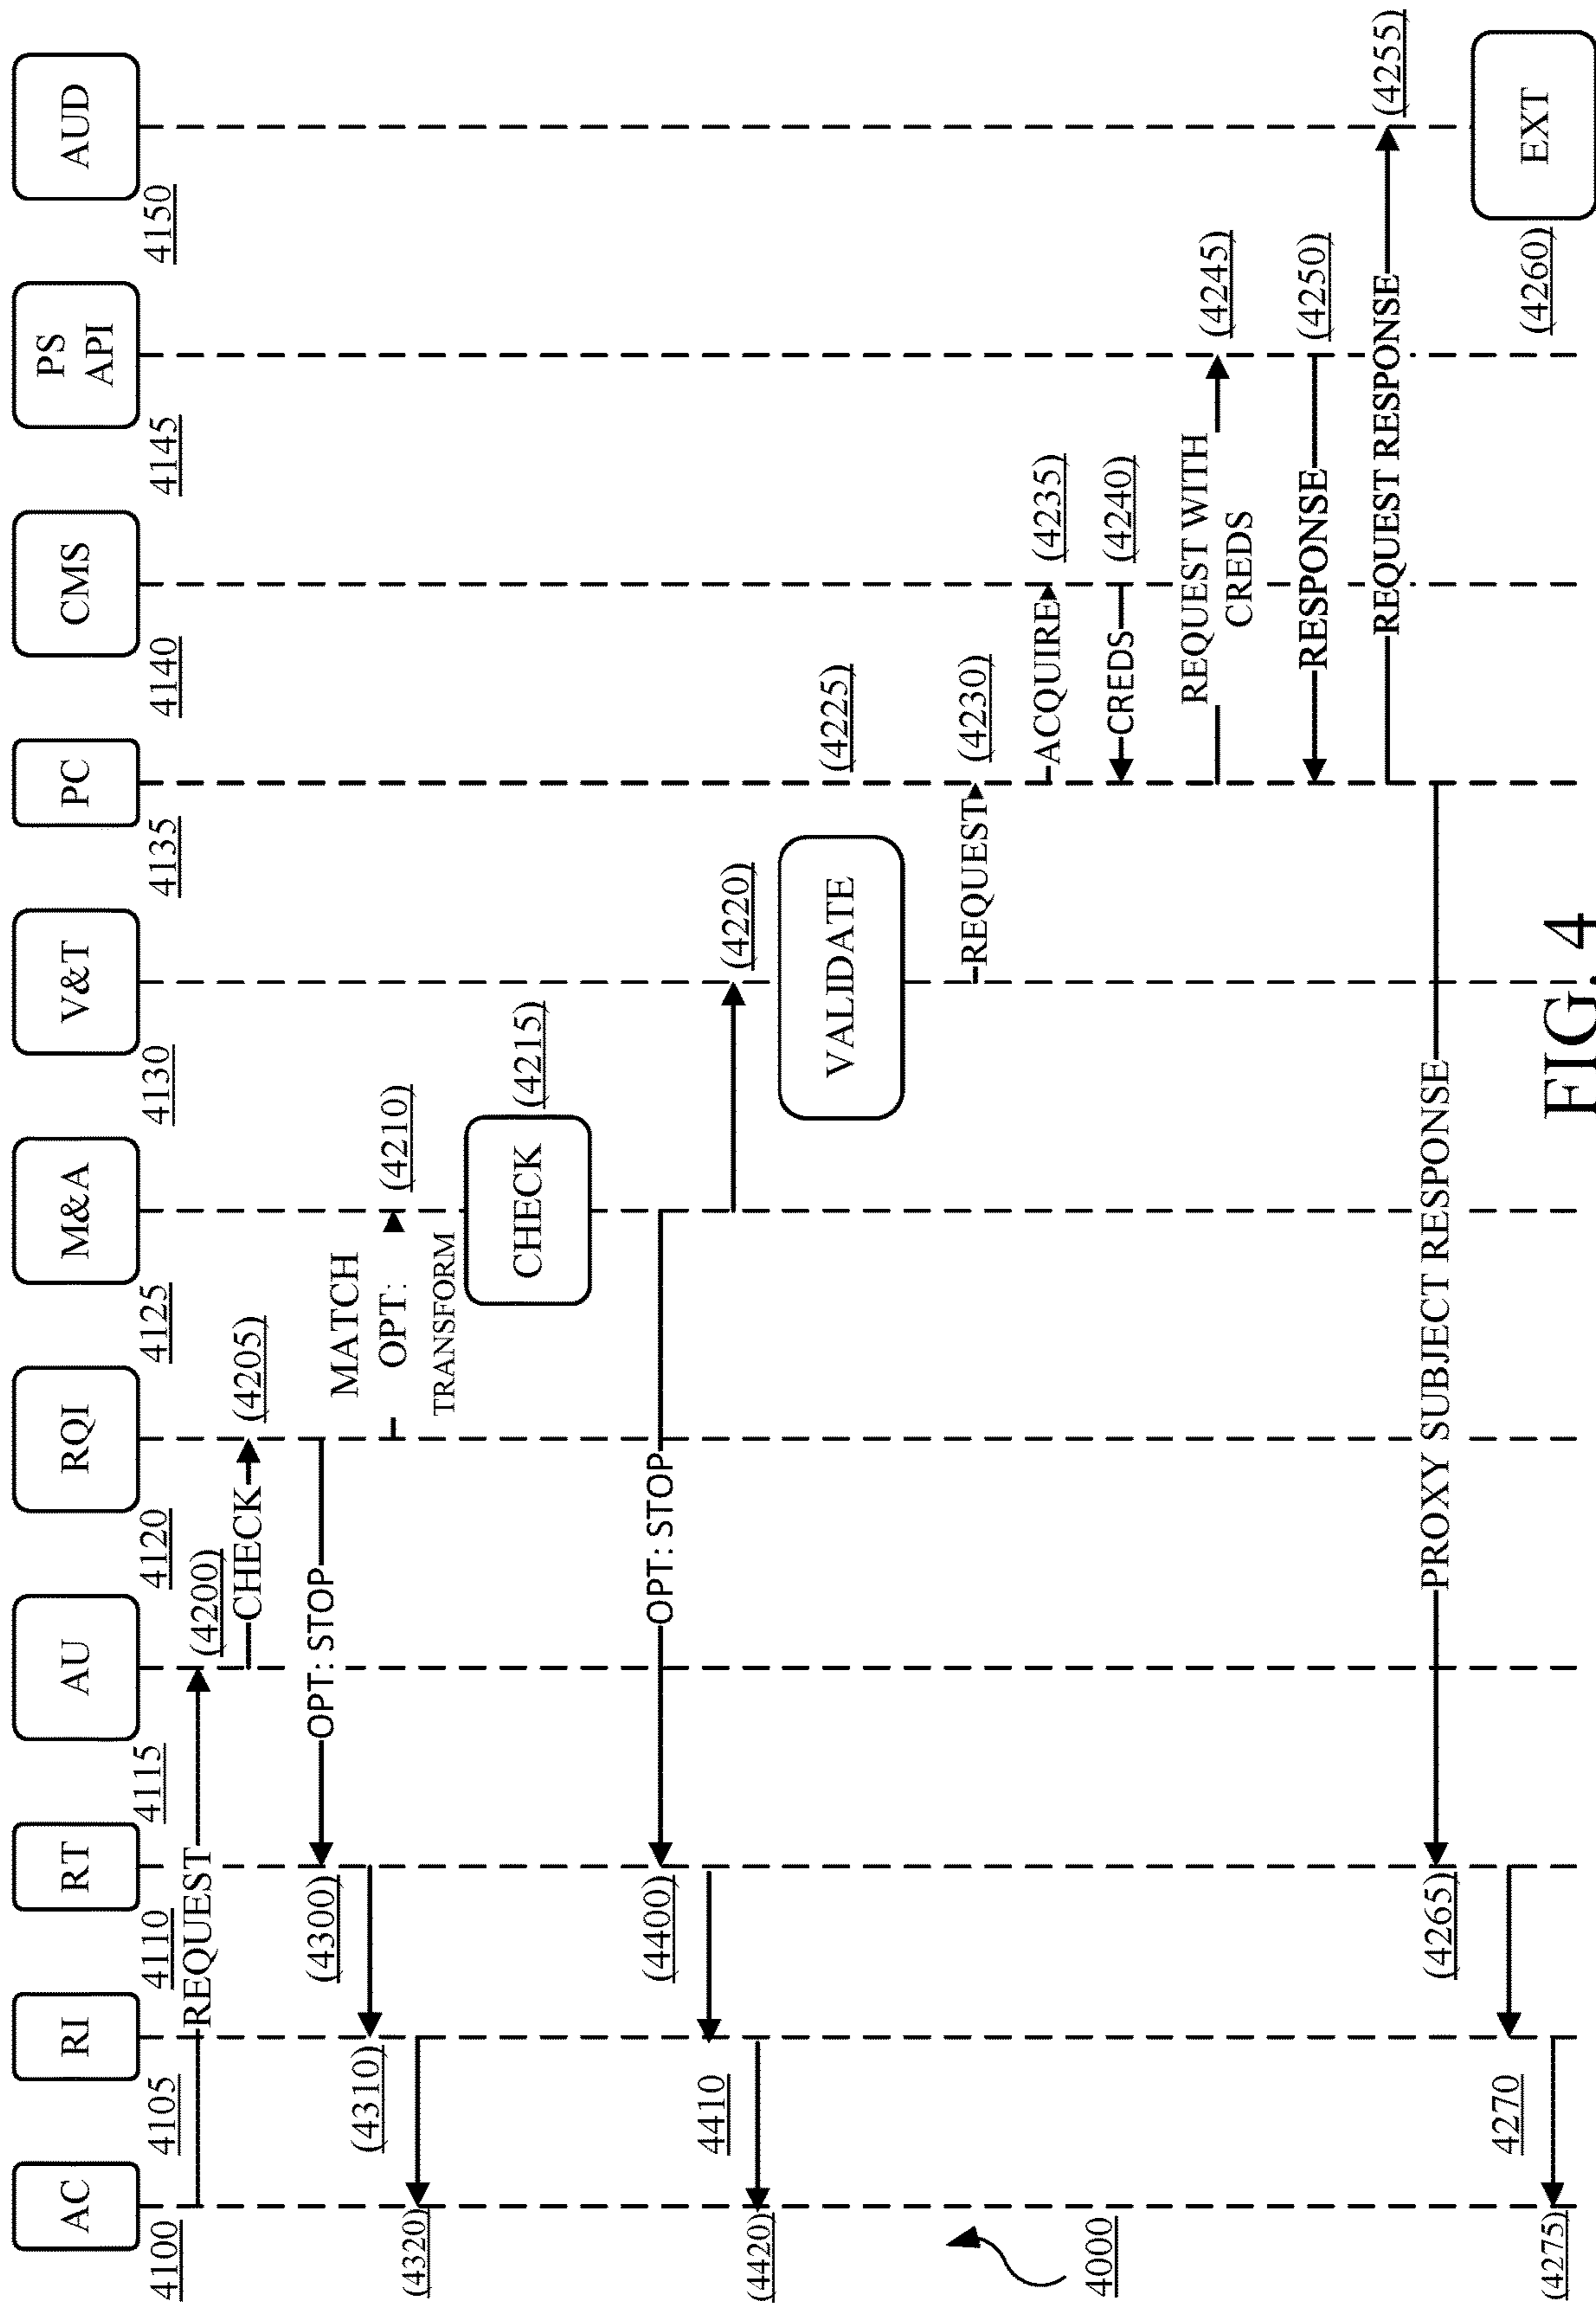 AC
RI
RT
AU
RQI
M&A
V&T
PC
CMS
PS
API
AUD
4100
4105
4110
4115
4120
4125
4130
4135
4140
4145
4150
REQUEST
(4200)
CHECK
(4205)
OPT: STOP
(4300)
(4310)
(4320)
MATCH
OPT:
TRANSFORM
(4210)
CHECK
(4215)
OPT: STOP
(4400)
4410
(4420)
(4220)
VALIDATE
(4225)
REQUEST
(4230)
ACQUIRE
(4235)
CREDS
(4240)
REQUEST WITH
CREDS
(4245)
RESPONSE
(4250)
REQUEST RESPONSE
(4255)
EXT
(4260)
PROXY SUBJECT RESPONSE
(4265)
4270
(4275)
4000
FIG. 4